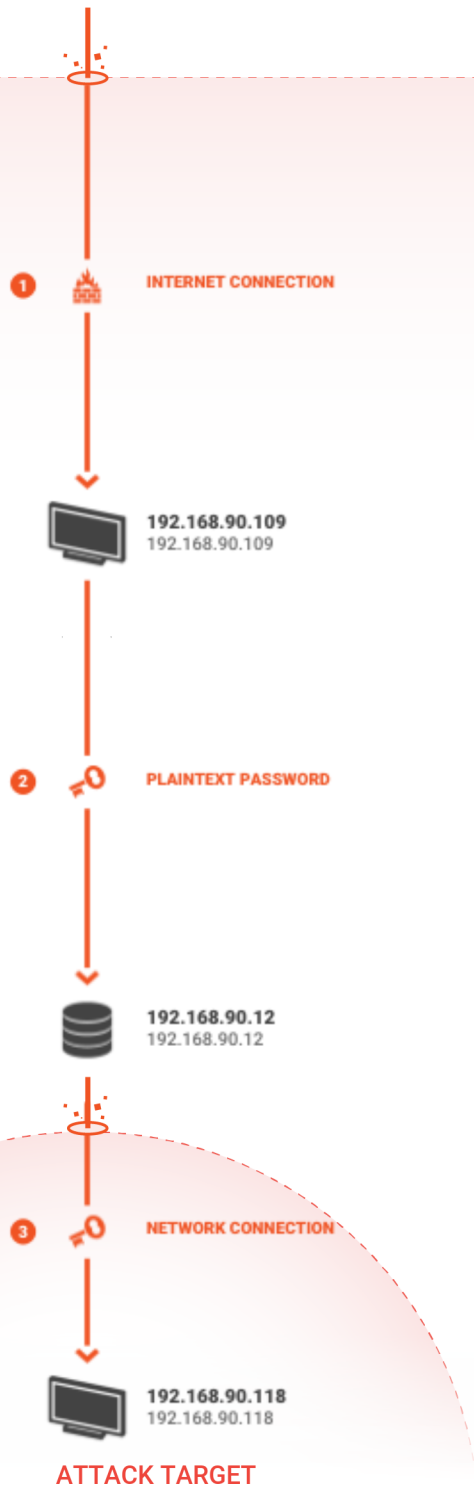 1
INTERNET CONNECTION
192.168.90.109
192.168.90.109
2
PLAINTEXT PASSWORD
192.168.90.12
192.168.90.12
3
NETWORK CONNECTION
192.168.90.118
192.168.90.118
ATTACK TARGET